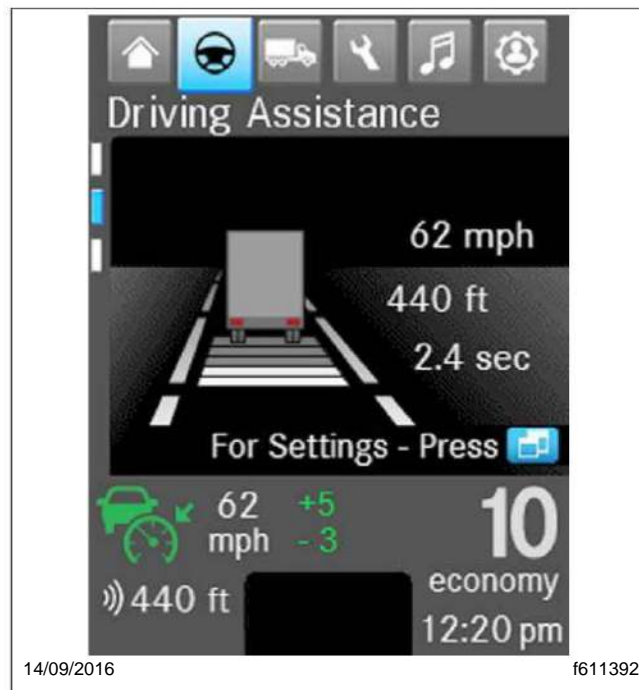 Driving Assistance
62 mph
440 ft
2.4 sec
For Settings - Press
62 +5
mph - 3
10
economy
440 ft
12:20 pm
14/09/2016 f611392